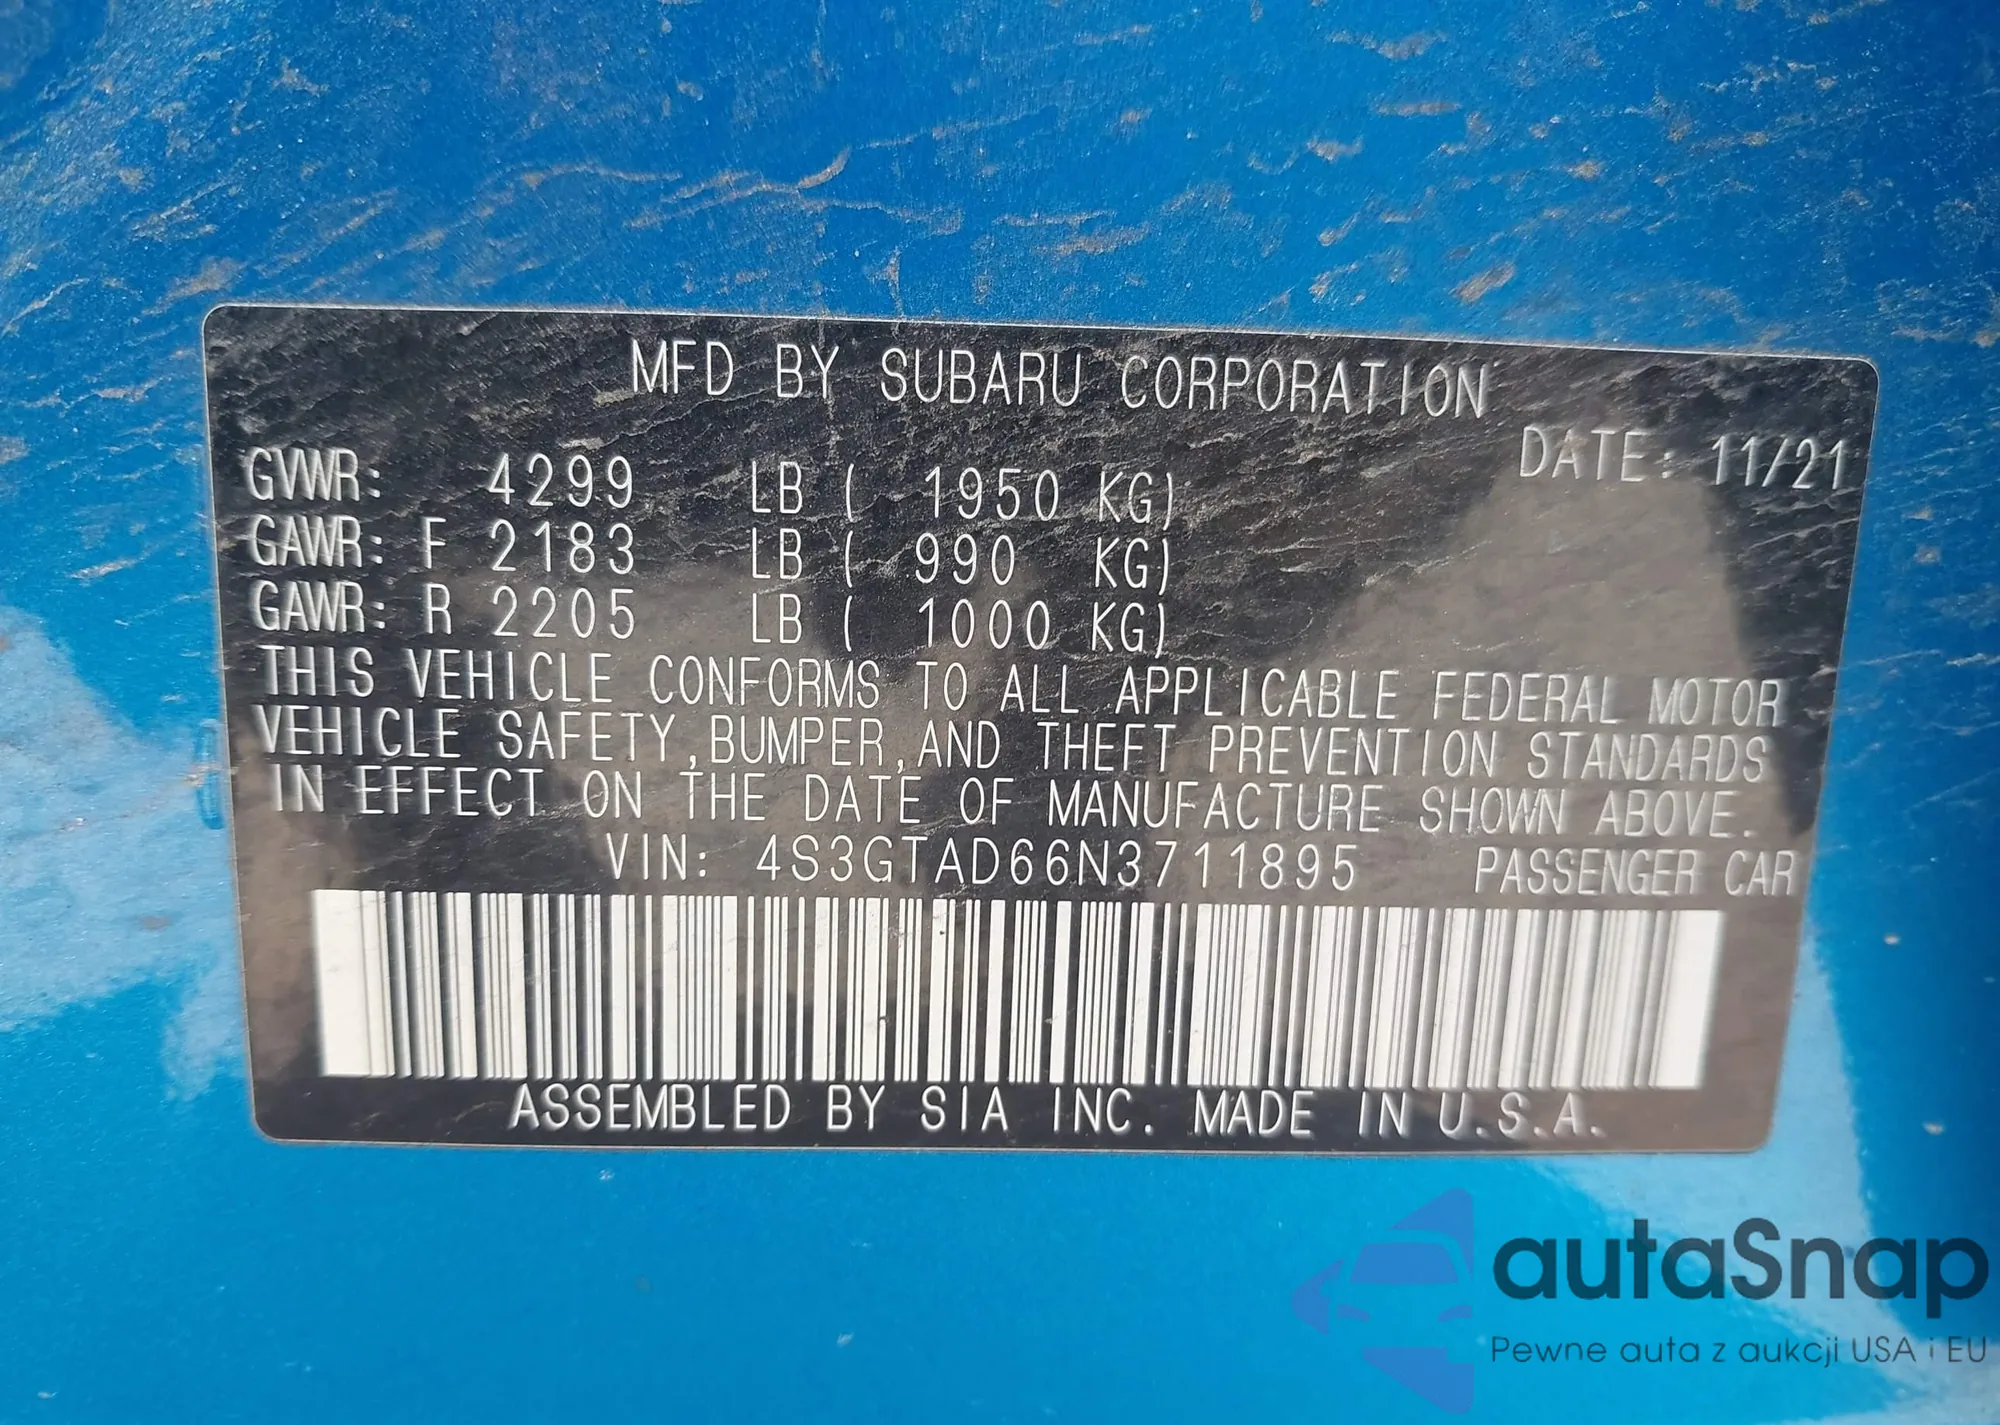 MFD BY SUBARU CORPORATION
DATE: 11/21
GVWR: 4299 LB ( 1950 KG)
GAWR: F 2183 LB ( 990 KG)
GAWR: R 2205 LB ( 1000 KG)
THIS VEHICLE CONFORMS TO ALL APPLICABLE FEDERAL MOTOR
VEHICLE SAFETY,BUMPER,AND THEFT PREVENTION STANDARDS
IN EFFECT ON THE DATE OF MANUFACTURE SHOWN ABOVE.
VIN: 4S3GTAD66N3711895 PASSENGER CAR
ASSEMBLED BY SIA INC. MADE IN U.S.A.
autaSnap
Pewne auta z aukcji USA i EU